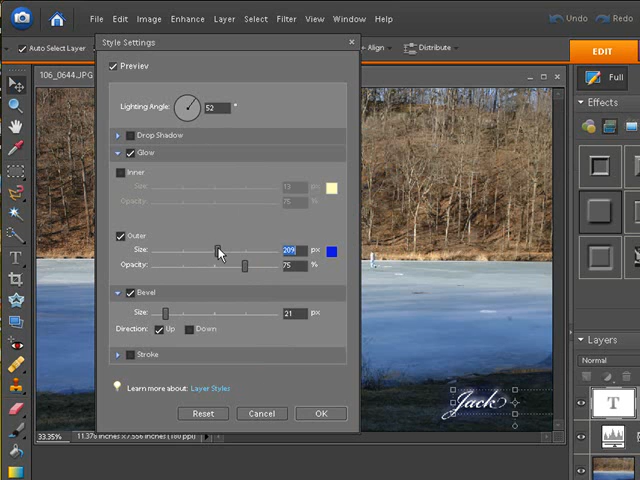 File Edit Image Enhance Layer Select Filter View Window Help
Undo Redo
Auto Select Layer
Align Distribute
EDIT
Style Settings
106_0644.JPG
Full
Preview
Effects
Lighting Angle: 52 °
Drop Shadow
Glow
Inner
Size: 13 px
Opacity: 75 %
Outer
Size: 209 px
Opacity: 75 %
Bevel
Size: 21 px
Direction: Up Down
Stroke
Layers
Normal
Learn more about: Layer Styles
Jack
T
Reset Cancel OK
33.35% 11.378 inches x 7.556 inches (180 ppi)